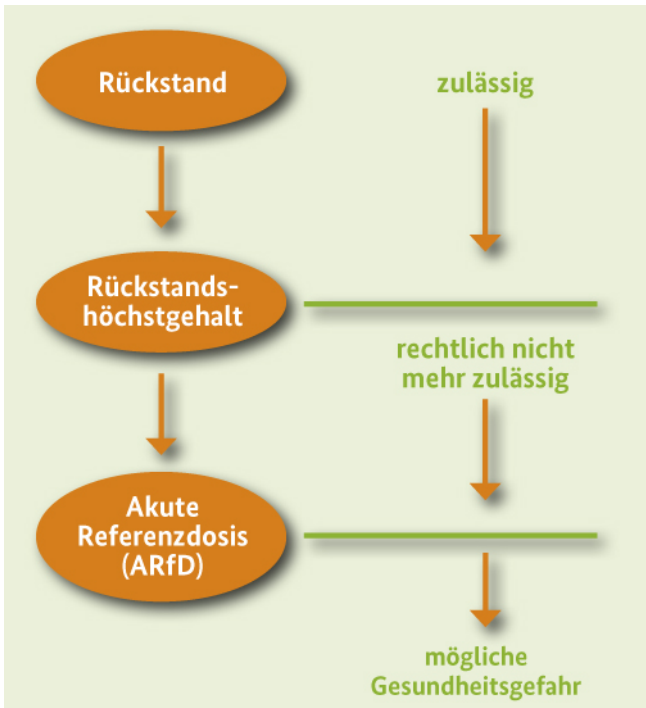 Rückstand
zulässig
Rückstands-
höchstgehalt
rechtlich nicht
mehr zulässig
Akute
Referenzdosis
(ARfD)
mögliche
Gesundheitsgefahr